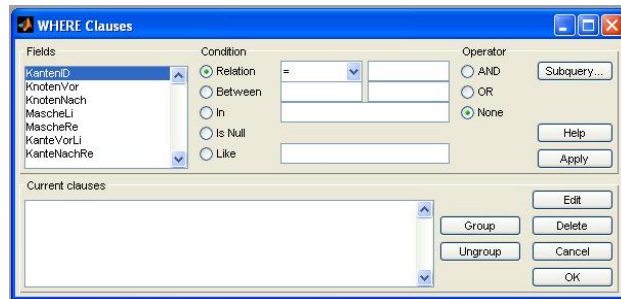 WHERE Clauses
Fields
KantenID
KnotenVor
KnotenNach
MascheLi
MascheRe
KanteVorLi
KanteNachRe
Condition
Relation =
Between
In
Is Null
Like
Operator
AND
OR
None
Subquery...
Help
Apply
Current clauses
Group
Ungroup
Edit
Delete
Cancel
OK